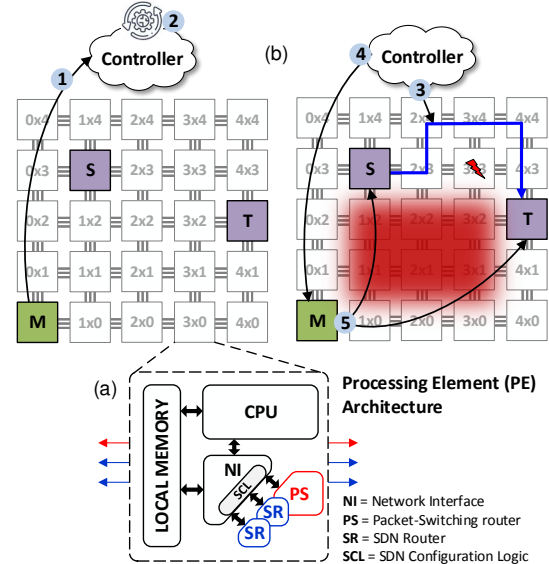 2
(b)
4
Controller
Controller
1
3
0x4 1x4 2x4 3x4 4x4
0x4 1x4 2x4 3x4 4x4
0x3 S 2x3 3x3 4x3
0x3 S 2x3 3x3 4x3
0x2 1x2 2x2 3x2 T
0x2 1x2 2x2 3x2 T
0x1 1x1 2x1 3x1 4x1
0x1 1x1 2x1 3x1 4x1
M 1x0 2x0 3x0 4x0
M 5 1x0 2x0 3x0 4x0
(a)
Processing Element (PE)
Architecture
LOCAL MEMORY
CPU
NI
SCL
PS
SR
SR
NI = Network Interface
PS = Packet-Switching router
SR = SDN Router
SCL = SDN Configuration Logic